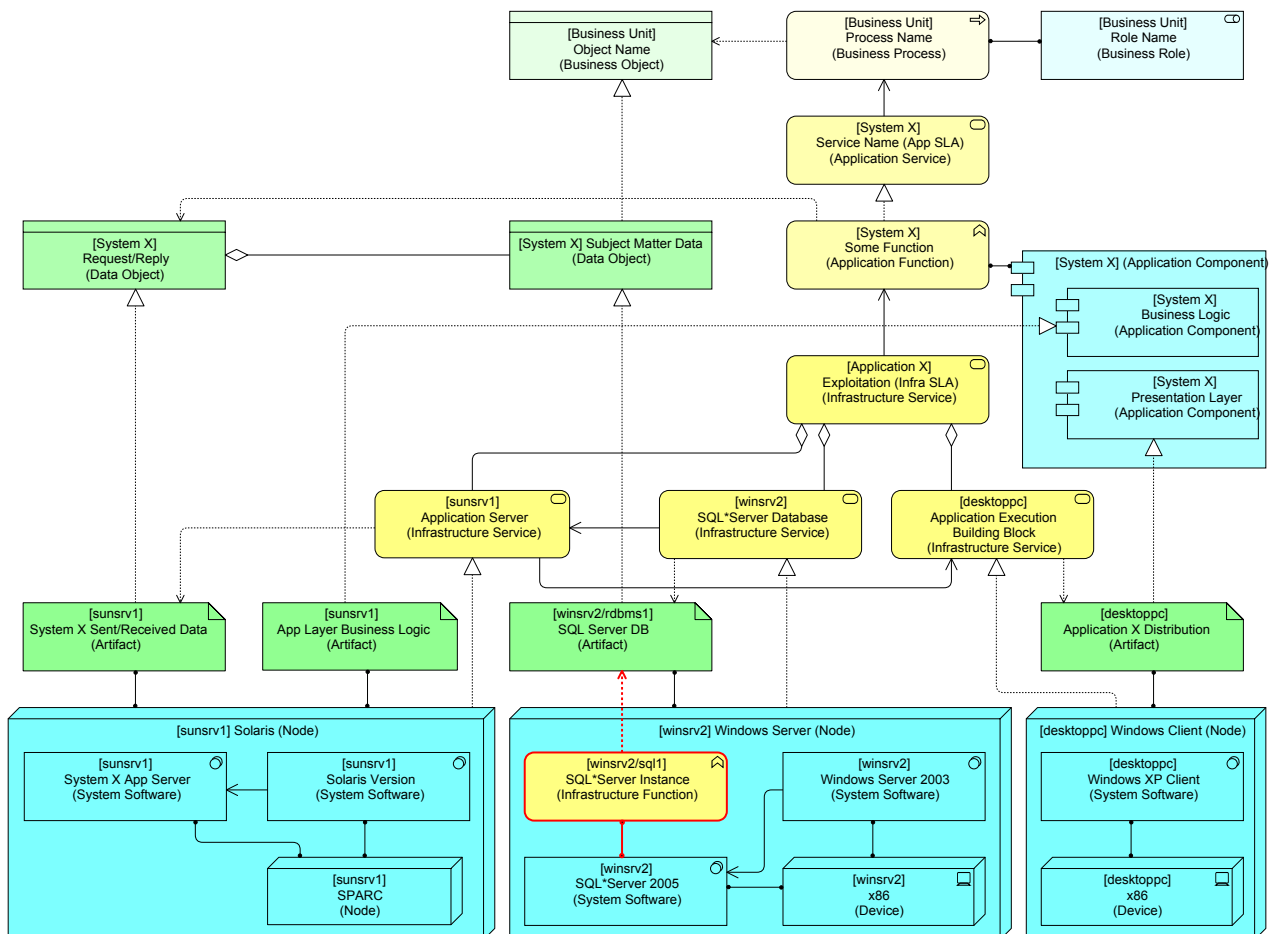 [Business Unit]
Object Name
(Business Object)
[Business Unit]
Process Name
(Business Process)
[Business Unit]
Role Name
(Business Role)
[System X]
Service Name (App SLA)
(Application Service)
[System X]
Request/Reply
(Data Object)
[System X] Subject Matter Data
(Data Object)
[System X]
Some Function
(Application Function)
[System X] (Application Component)
[System X]
Business Logic
(Application Component)
[System X]
Presentation Layer
(Application Component)
[Application X]
Exploitation (Infra SLA)
(Infrastructure Service)
[sunsrv1]
Application Server
(Infrastructure Service)
[winsrv2]
SQL*Server Database
(Infrastructure Service)
[desktoppc]
Application Execution
Building Block
(Infrastructure Service)
[sunsrv1]
System X Sent/Received Data
(Artifact)
[sunsrv1]
App Layer Business Logic
(Artifact)
[winsrv2/rdbms1]
SQL Server DB
(Artifact)
[desktoppc]
Application X Distribution
(Artifact)
[sunsrv1] Solaris (Node)
[sunsrv1]
System X App Server
(System Software)
[sunsrv1]
Solaris Version
(System Software)
[sunsrv1]
SPARC
(Node)
[winsrv2] Windows Server (Node)
[winsrv2/sql1]
SQL*Server Instance
(Infrastructure Function)
[winsrv2]
Windows Server 2003
(System Software)
[winsrv2]
SQL*Server 2005
(System Software)
[winsrv2]
x86
(Device)
[desktoppc] Windows Client (Node)
[desktoppc]
Windows XP Client
(System Software)
[desktoppc]
x86
(Device)